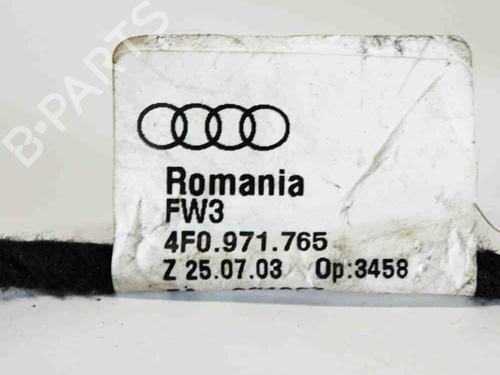 B-PARTS
Romania
FW3
4F0.971.765
Z 25.07.03 Op:3458